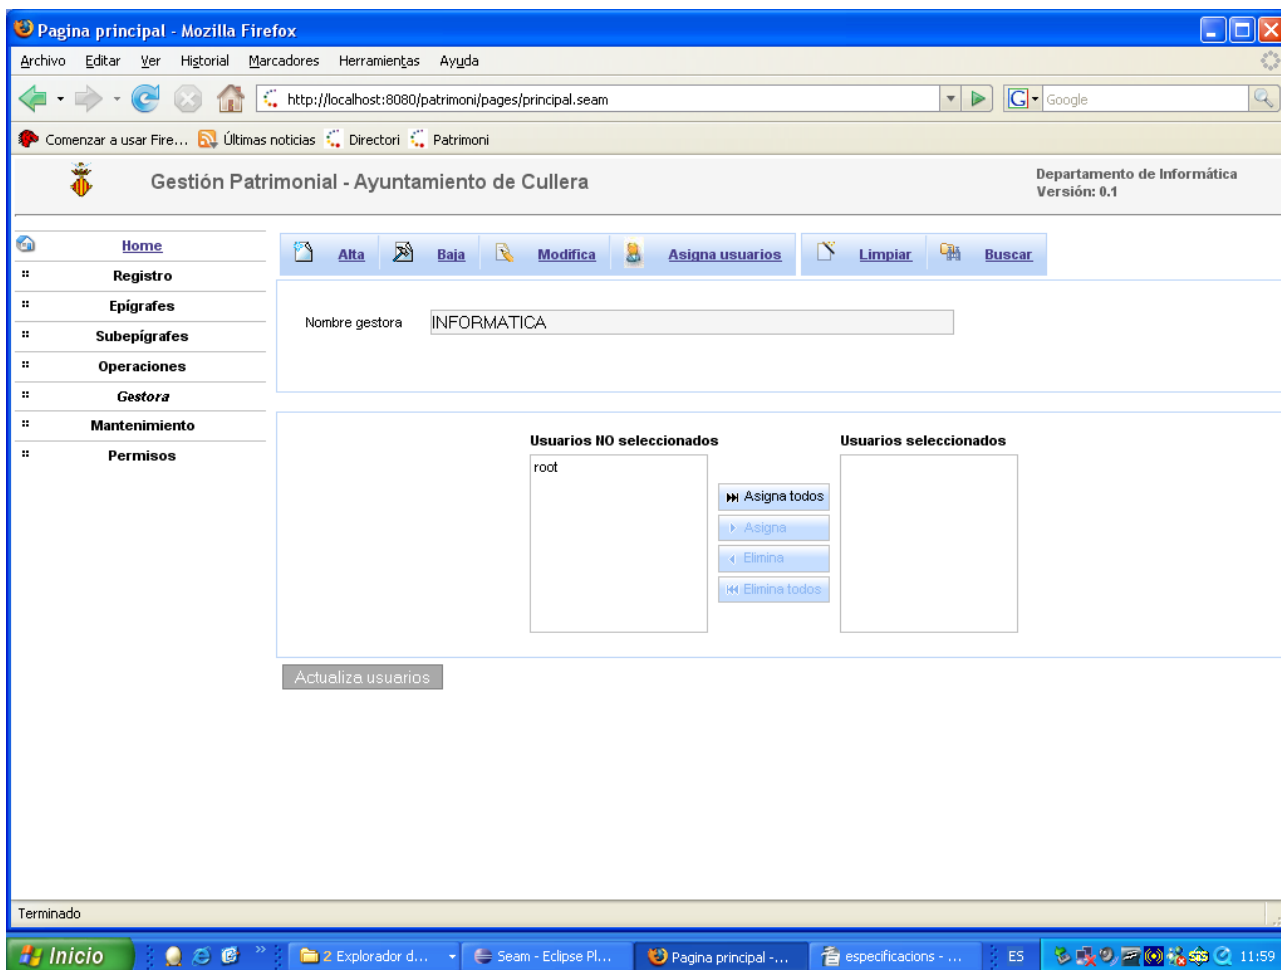 Pagina principal - Mozilla Firefox
Archivo Editar Ver Historial Marcadores Herramientas Ayuda
http://localhost:8080/patrimoni/pages/principal.seam
G Google
Comenzar a usar Fire... Últimas noticias Directori Patrimoni
Gestión Patrimonial - Ayuntamiento de Cullera
Departamento de Informática
Versión: 0.1
Home
Registro
Epígrafes
Subepígrafes
Operaciones
Gestora
Mantenimiento
Permisos
Alta Baja Modifica Asigna usuarios Limpiar Buscar
Nombre gestora INFORMATICA
Usuarios NO seleccionados
root
Asigna todos
Asigna
Elimina
Elimina todos
Usuarios seleccionados
Actualiza usuarios
Terminado
Inicio » 2 Explorador d... Seam - Eclipse Pl... Pagina principal -... especificacions - ... ES 11:59